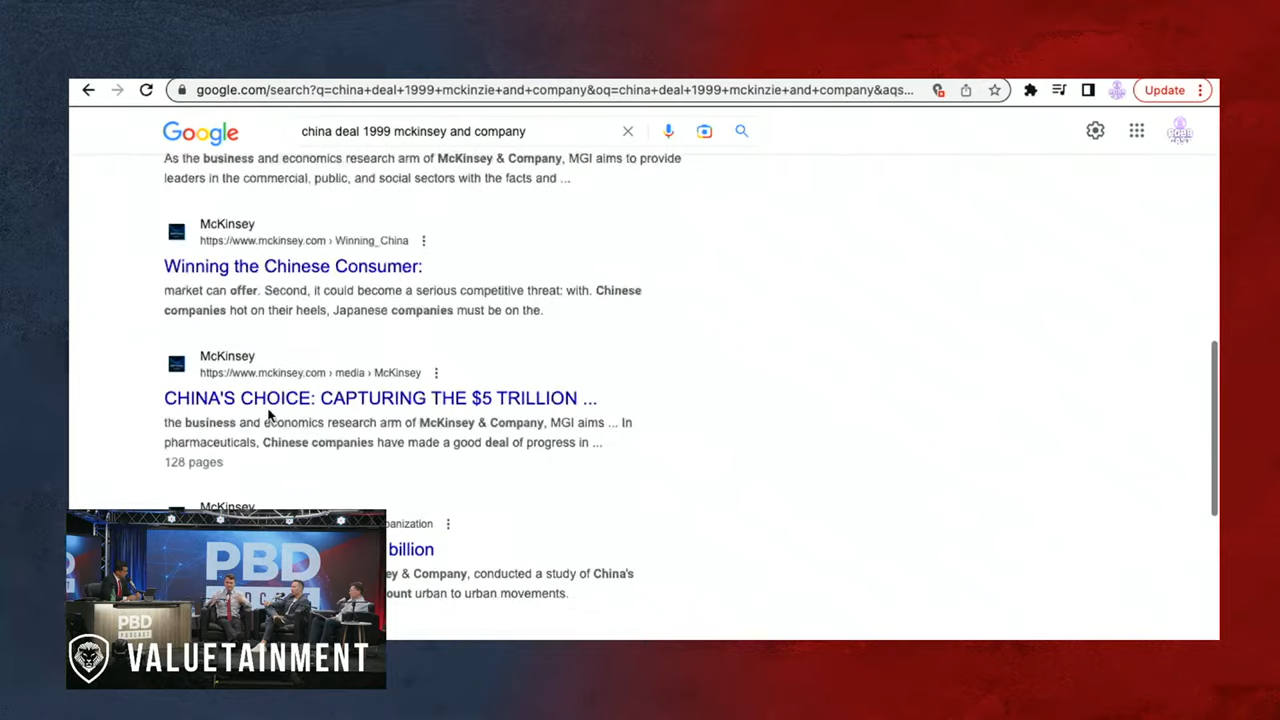 google.com/search?q=china+deal+1999+mckinzie+and+company&oq=china+deal+1999+mckinzie+and+company&aqs...
Update
Google
china deal 1999 mckinsey and company
As the business and economics research arm of McKinsey & Company, MGI aims to provide
leaders in the commercial, public, and social sectors with the facts and ...
McKinsey
https://www.mckinsey.com › Winning_China
Winning the Chinese Consumer:
market can offer. Second, it could become a serious competitive threat: with. Chinese
companies hot on their heels, Japanese companies must be on the.
McKinsey
https://www.mckinsey.com › media › McKinsey
CHINA'S CHOICE: CAPTURING THE $5 TRILLION ...
the business and economics research arm of McKinsey & Company, MGI aims ... In
pharmaceuticals, Chinese companies have made a good deal of progress in ...
128 pages
McKinsey
billion
ey & Company, conducted a study of China's
ount urban to urban movements.
PBD
PODCAST
PBD
PODCAST
VALUETAINMENT